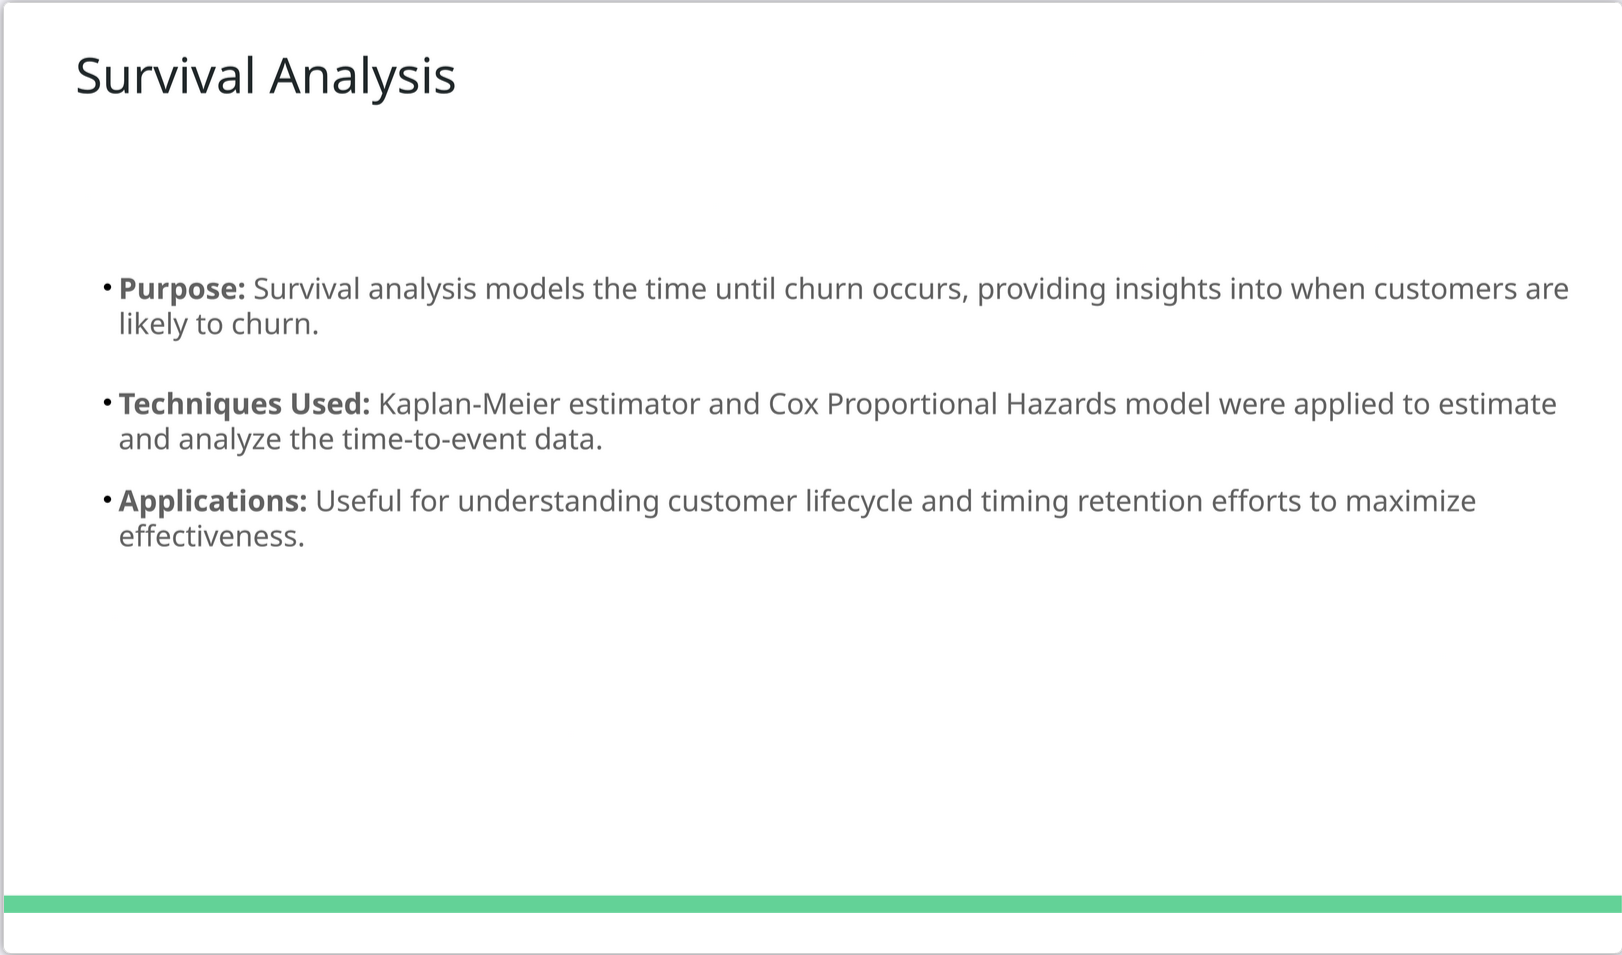 Survival Analysis
• Purpose: Survival analysis models the time until churn occurs, providing insights into when customers are
likely to churn.
• Techniques Used: Kaplan-Meier estimator and Cox Proportional Hazards model were applied to estimate
and analyze the time-to-event data.
• Applications: Useful for understanding customer lifecycle and timing retention efforts to maximize
effectiveness.